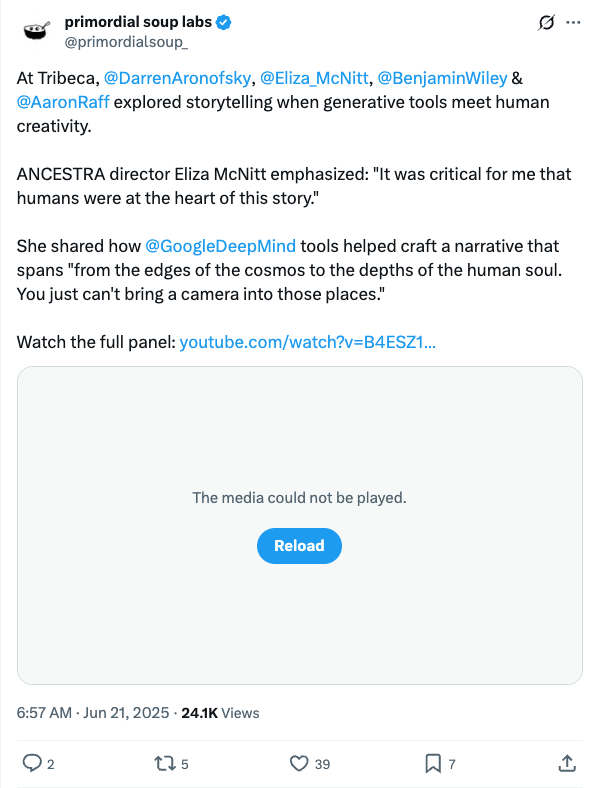 primordial soup labs
@primordialsoup_
At Tribeca, @DarrenAronofsky, @Eliza_McNitt, @BenjaminWiley &
@AaronRaff explored storytelling when generative tools meet human
creativity.
ANCESTRA director Eliza McNitt emphasized: "It was critical for me that
humans were at the heart of this story."
She shared how @GoogleDeepMind tools helped craft a narrative that
spans "from the edges of the cosmos to the depths of the human soul.
You just can't bring a camera into those places."
Watch the full panel: youtube.com/watch?v=B4ESZ1...
The media could not be played.
Reload
6:57 AM · Jun 21, 2025 · 24.1K Views
2 5 39 7